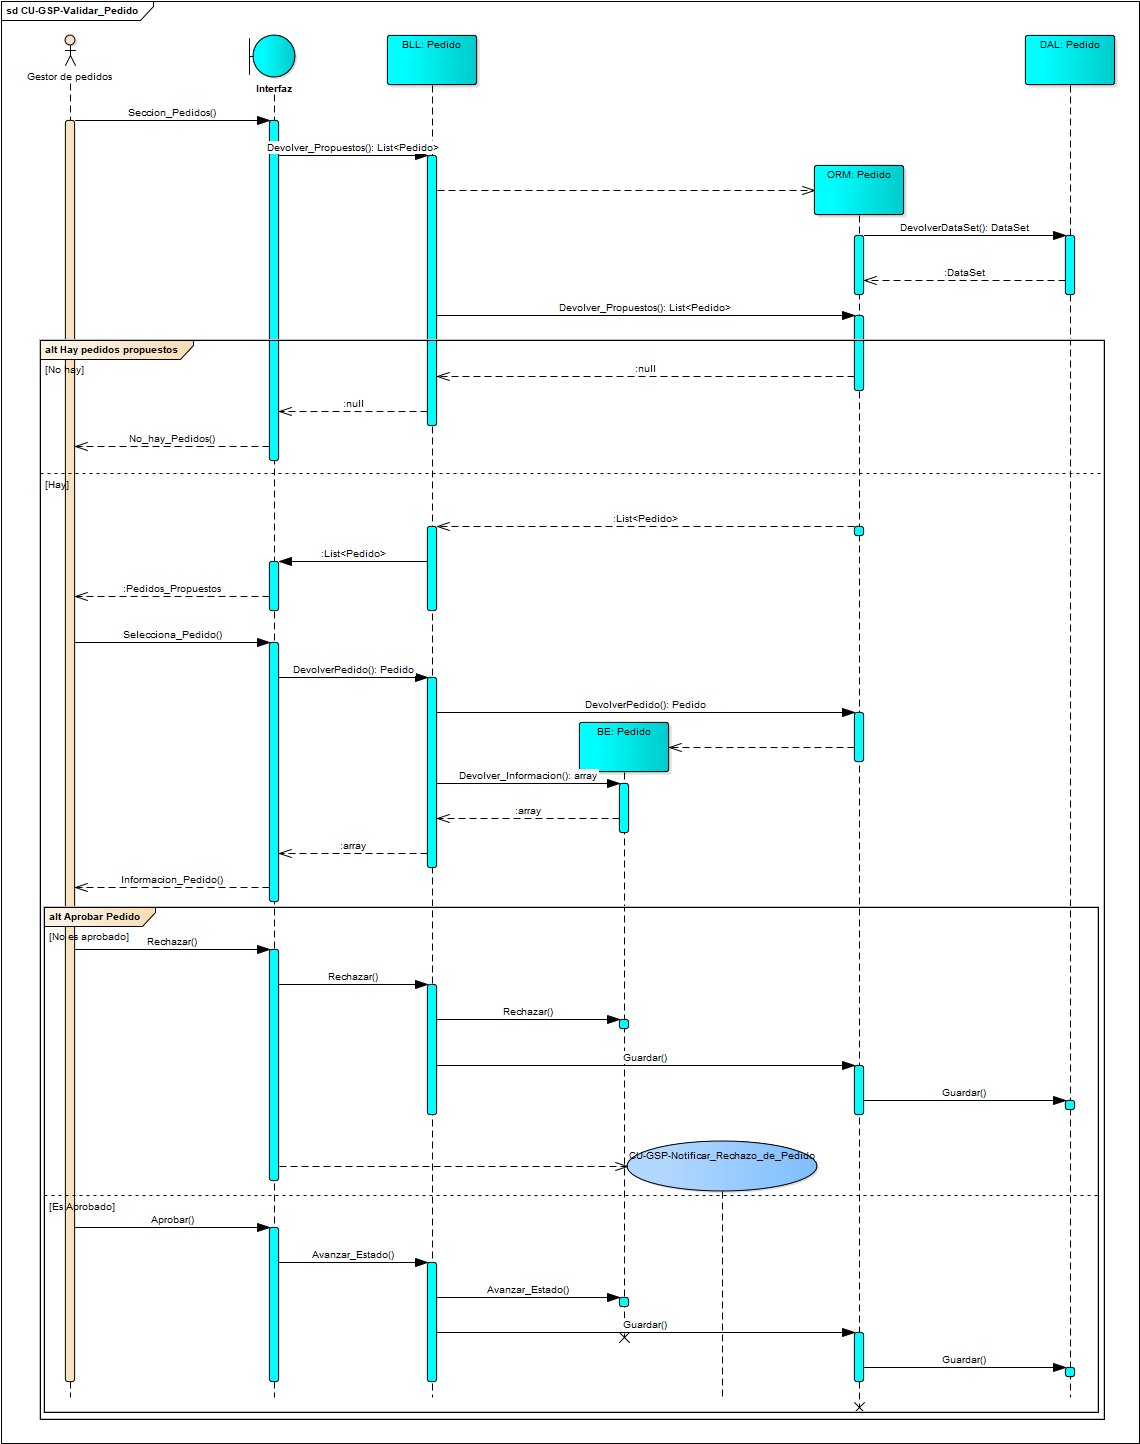 sd CU-GSP-Validar_Pedido
Gestor de pedidos
Interfaz
BLL: Pedido
DAL: Pedido
Seccion_Pedidos()
Devolver_Propuestos(): List<Pedido>
ORM: Pedido
DevolverDataSet(): DataSet
:DataSet
Devolver_Propuestos(): List<Pedido>
alt Hay pedidos propuestos
[No hay]
:null
:null
No_hay_Pedidos()
[Hay]
:List<Pedido>
:List<Pedido>
:Pedidos_Propuestos
Selecciona_Pedido()
DevolverPedido(): Pedido
DevolverPedido(): Pedido
BE: Pedido
Devolver_Informacion(): array
:array
:array
Informacion_Pedido()
alt Aprobar Pedido
[No es aprobado]
Rechazar()
Rechazar()
Rechazar()
Guardar()
Guardar()
CU-GSP-Notificar_Rechazo_de_Pedido
[Es Aprobado]
Aprobar()
Avanzar_Estado()
Avanzar_Estado()
Guardar()
Guardar()